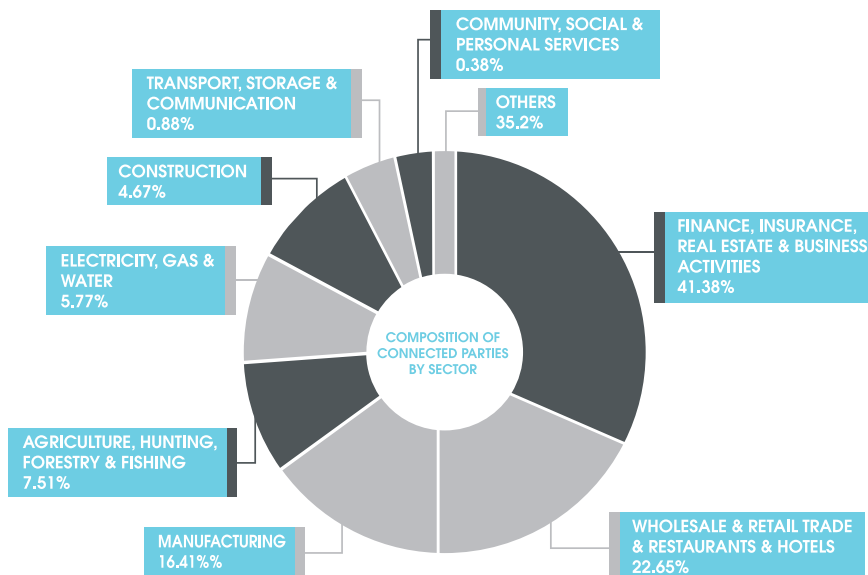 COMMUNITY, SOCIAL &
PERSONAL SERVICES
0.38%
TRANSPORT, STORAGE &
COMMUNICATION
0.88%
OTHERS
35.2%
CONSTRUCTION
4.67%
FINANCE, INSURANCE,
REAL ESTATE & BUSINESS
ACTIVITIES
41.38%
ELECTRICITY, GAS &
WATER
5.77%
COMPOSITION OF
CONNECTED PARTIES
BY SECTOR
AGRICULTURE, HUNTING,
FORESTRY & FISHING
7.51%
MANUFACTURING
16.41%%
WHOLESALE & RETAIL TRADE
& RESTAURANTS & HOTELS
22.65%